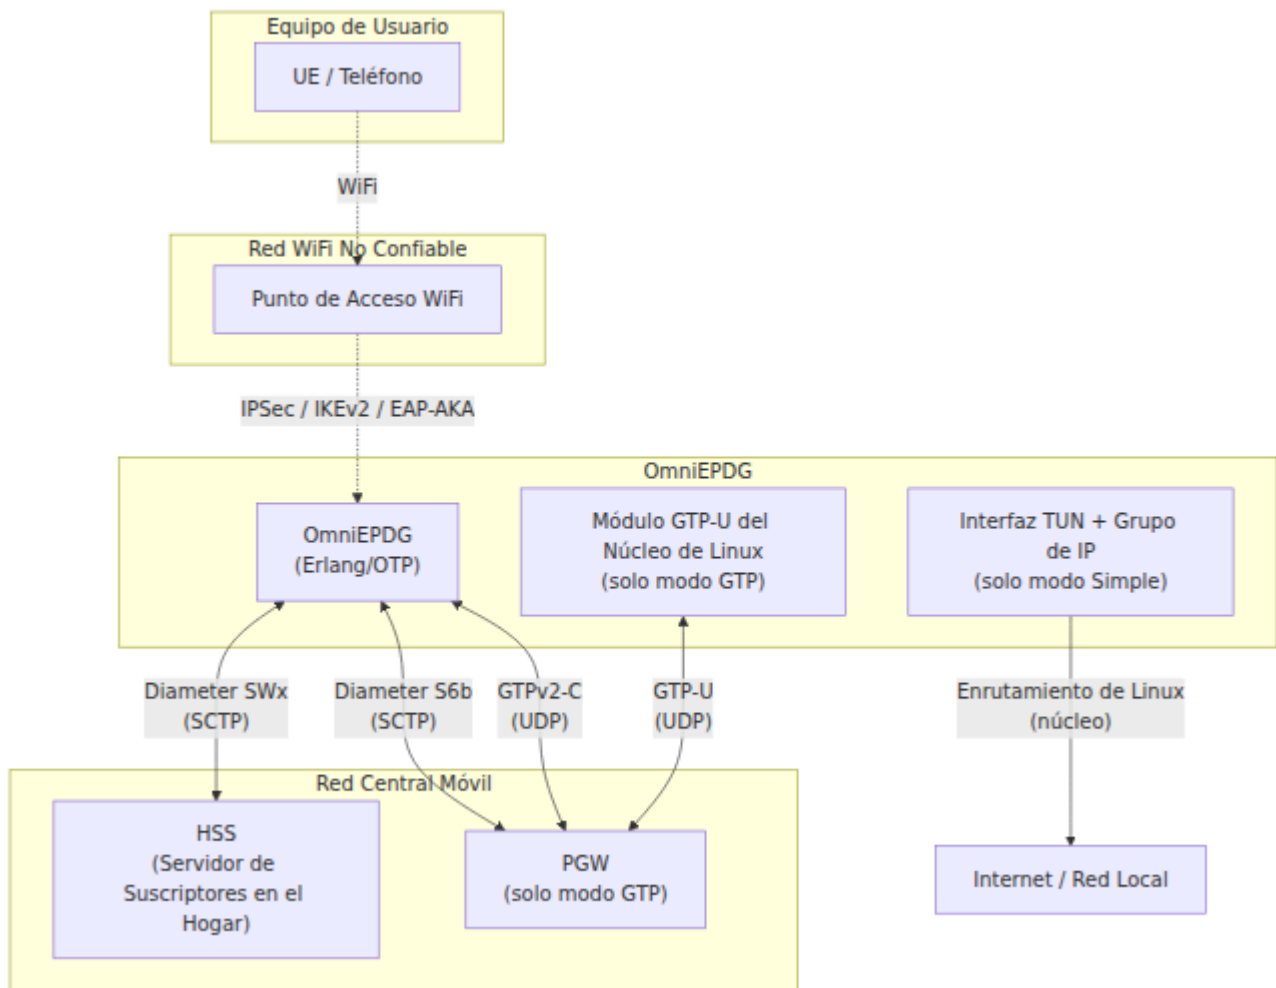 Equipo de Usuario
UE / Teléfono
WiFi
Red WiFi No Confiable
Punto de Acceso WiFi
IPSec / IKEv2 / EAP-AKA
OmniEPDG
OmniEPDG
(Erlang/OTP)
Módulo GTP-U del
Núcleo de Linux
(solo modo GTP)
Interfaz TUN + Grupo
de IP
(solo modo Simple)
Diameter SWx
(SCTP)
Diameter S6b
(SCTP)
GTPv2-C
(UDP)
GTP-U
(UDP)
Enrutamiento de Linux
(núcleo)
Red Central Móvil
HSS
(Servidor de
Suscriptores en el
Hogar)
PGW
(solo modo GTP)
Internet / Red Local